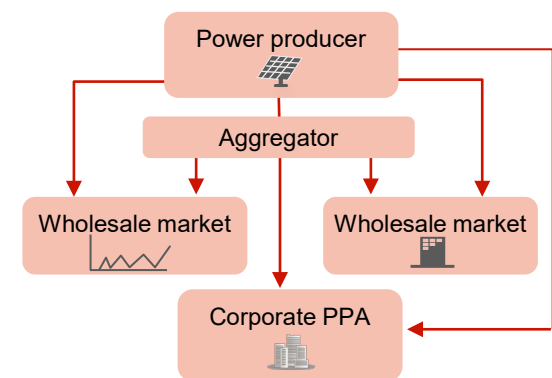 Power producer
Aggregator
Wholesale market
Wholesale market
Corporate PPA